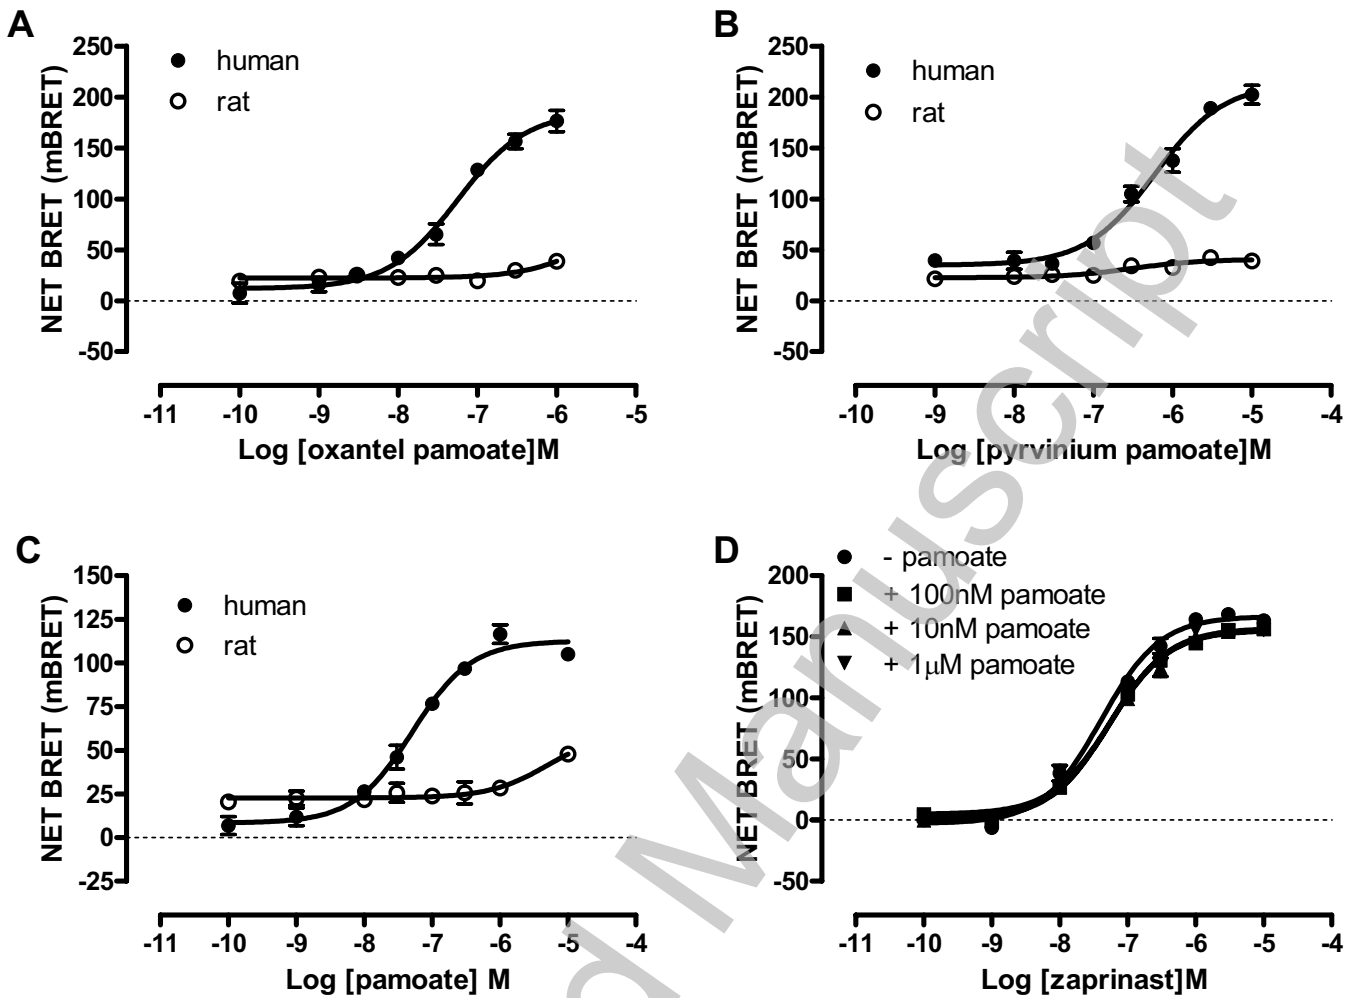 A
NET BRET (mBRET)
250
200
150
100
50
0
-50
human
rat
-11 -10 -9 -8 -7 -6 -5
Log [oxantel pamoate]M
B
NET BRET (mBRET)
250
200
150
100
50
0
-50
human
rat
-10 -9 -8 -7 -6 -5 -4
Log [pyrvinium pamoate]M
C
NET BRET (mBRET)
150
125
100
75
50
25
0
-25
human
rat
-11 -10 -9 -8 -7 -6 -5 -4
Log [pamoate] M
D
NET BRET (mBRET)
200
150
100
50
0
-50
- pamoate
+ 100nM pamoate
+ 10nM pamoate
+ 1µM pamoate
-11 -10 -9 -8 -7 -6 -5 -4
Log [zaprinast]M
d Manuscript